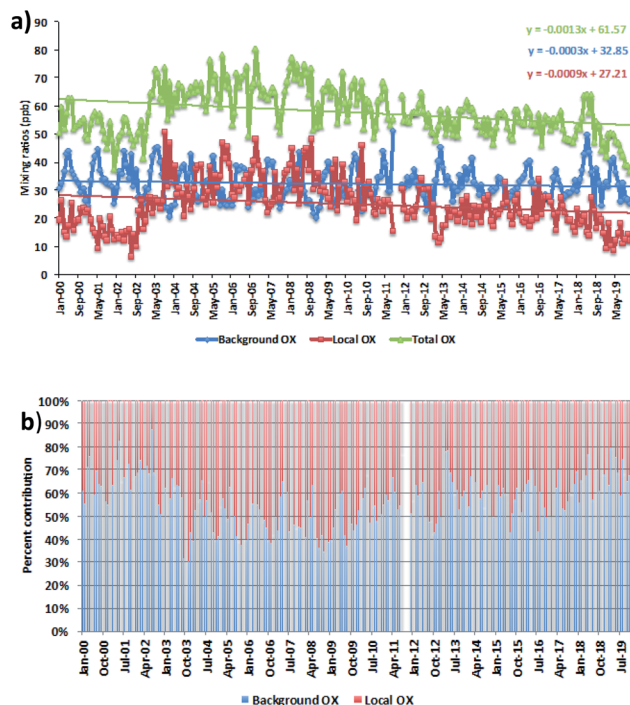 a)
Mixing ratios (ppb)
90
80
70
60
50
40
30
20
10
0
y = -0.0013x + 61.57
y = -0.0003x + 32.85
y = -0.0009x + 27.21
Jan-00
Sep-00
May-01
Jan-02
Sep-02
May-03
Jan-04
Sep-04
May-05
Jan-06
Sep-06
May-07
Jan-08
Sep-08
May-09
Jan-10
Sep-10
May-11
Jan-12
Sep-12
May-13
Jan-14
Sep-14
May-15
Jan-16
Sep-16
May-17
Jan-18
Sep-18
May-19
Background OX Local OX Total OX
b)
Percent contribution
100%
90%
80%
70%
60%
50%
40%
30%
20%
10%
0%
Jan-00
Oct-00
Jul-01
Apr-02
Jan-03
Oct-03
Jul-04
Apr-05
Jan-06
Oct-06
Jul-07
Apr-08
Jan-09
Oct-09
Jul-10
Apr-11
Jan-12
Oct-12
Jul-13
Apr-14
Jan-15
Oct-15
Jul-16
Apr-17
Jan-18
Oct-18
Jul-19
Background OX Local OX